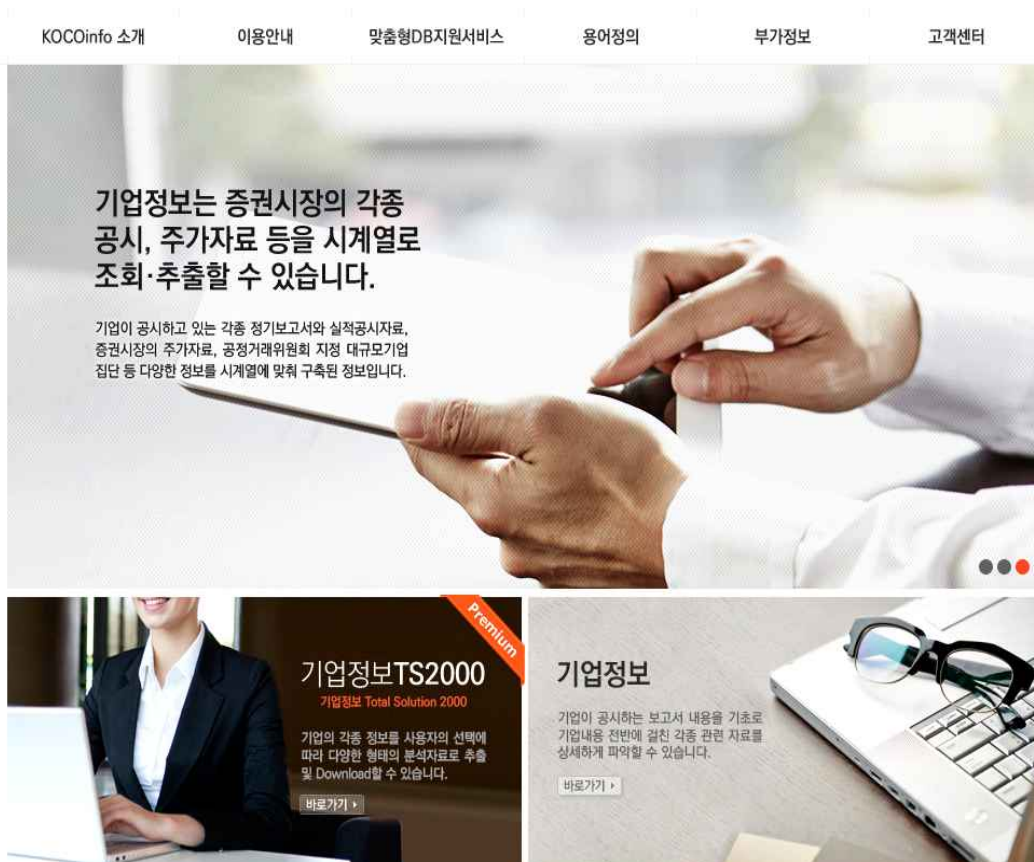 KOCOinfo 소개
이용안내
맞춤형DB지원서비스
용어정의
부가정보
고객센터
기업정보는 증권시장의 각종
공시, 주가자료 등을 시계열로
조회·추출할 수 있습니다.
기업이 공시하고 있는 각종 정기보고서와 실적공시자료,
증권시장의 주가자료, 공정거래위원회 지정 대규모기업
집단 등 다양한 정보를 시계열에 맞춰 구축된 정보입니다.
Premium
기업정보TS2000
기업정보 Total Solution 2000
기업의 각종 정보를 사용자의 선택에
따라 다양한 형태의 분석자료로 추출
및 Download할 수 있습니다.
바로가기
기업정보
기업이 공시하는 보고서 내용을 기초로
기업내용 전반에 걸친 각종 관련 자료를
상세하게 파악할 수 있습니다.
바로가기